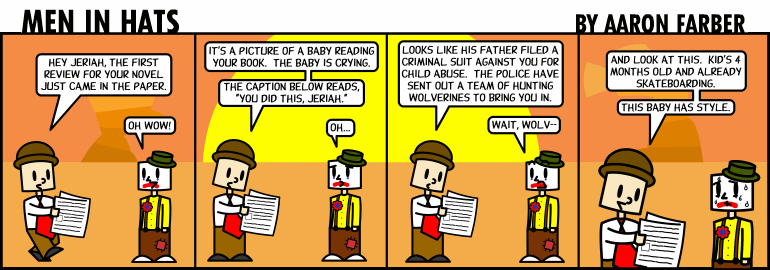 MEN IN HATS
BY AARON FARBER
HEY JERIAH, THE FIRST
REVIEW FOR YOUR NOVEL
JUST CAME IN THE PAPER.
OH WOW!
IT'S A PICTURE OF A BABY READING
YOUR BOOK. THE BABY IS CRYING.
THE CAPTION BELOW READS,
"YOU DID THIS, JERIAH."
OH...
LOOKS LIKE HIS FATHER FILED A
CRIMINAL SUIT AGAINST YOU FOR
CHILD ABUSE. THE POLICE HAVE
SENT OUT A TEAM OF HUNTING
WOLVERINES TO BRING YOU IN.
WAIT, WOLV--
AND LOOK AT THIS. KID'S 4
MONTHS OLD AND ALREADY
SKATEBOARDING.
THIS BABY HAS STYLE.